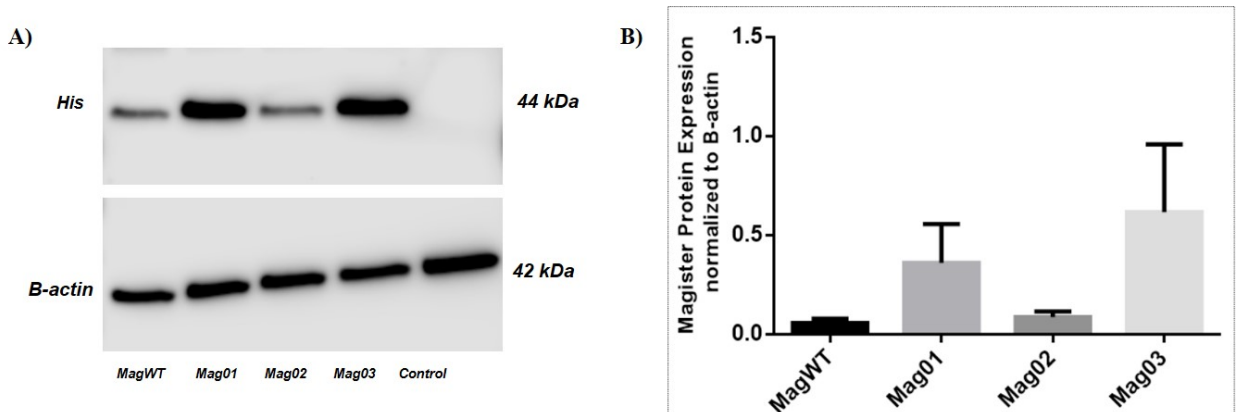 A)
His
44 kDa
B-actin
42 kDa
MagWT Mag01 Mag02 Mag03 Control
B)
Magister Protein Expression
normalized to B-actin
1.5
1.0
0.5
0.0
MagWT
Mag01
Mag02
Mag03